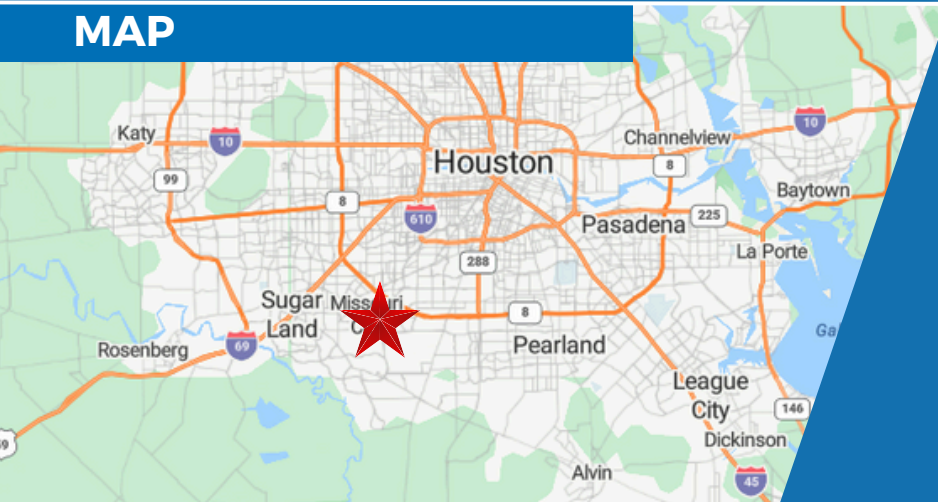 MAP
Katy
10
99
8
Houston
610
Channelview
8
10
Baytown
Pasadena
225
La Porte
288
Sugar
Land
8
Pearland
Rosenberg
69
League
City
146
Dickinson
Alvin
45